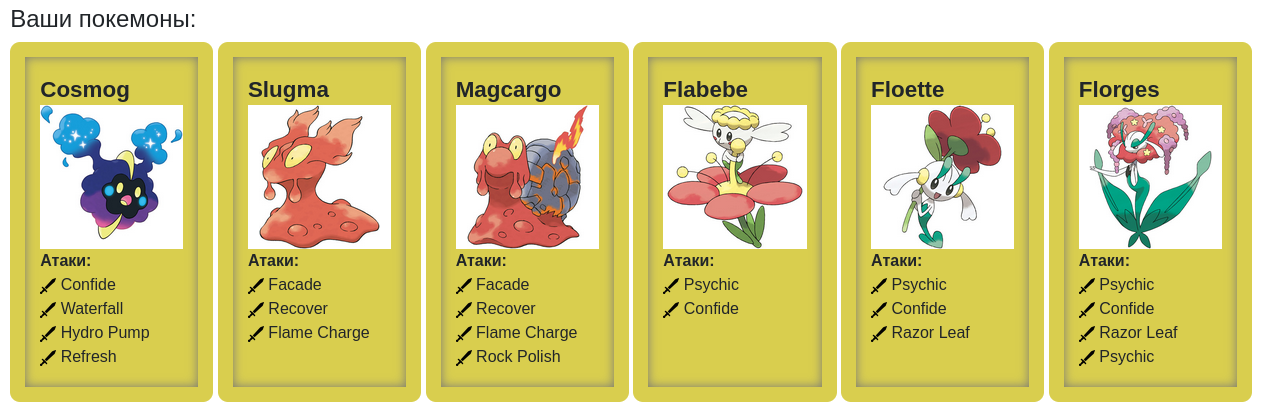 Ваши покемоны:
Cosmog
Атаки:
Confide
Waterfall
Hydro Pump
Refresh
Slugma
Атаки:
Facade
Recover
Flame Charge
Magcargo
Атаки:
Facade
Recover
Flame Charge
Rock Polish
Flabebe
Атаки:
Psychic
Confide
Floette
Атаки:
Psychic
Confide
Razor Leaf
Florges
Атаки:
Psychic
Confide
Razor Leaf
Psychic